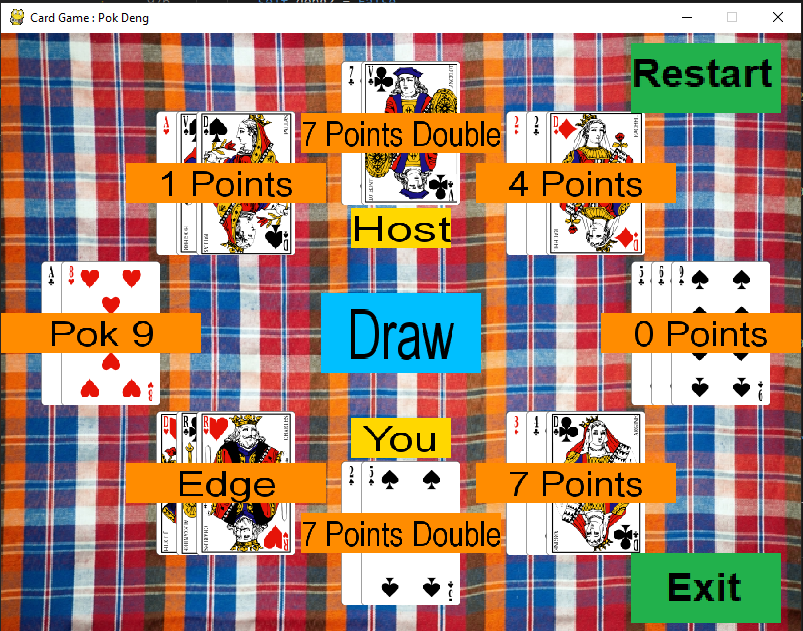 Card Game : Pok Deng
Restart
7 Points Double
1 Points
4 Points
Host
Pok 9
Draw
0 Points
You
Edge
7 Points
7 Points Double
Exit